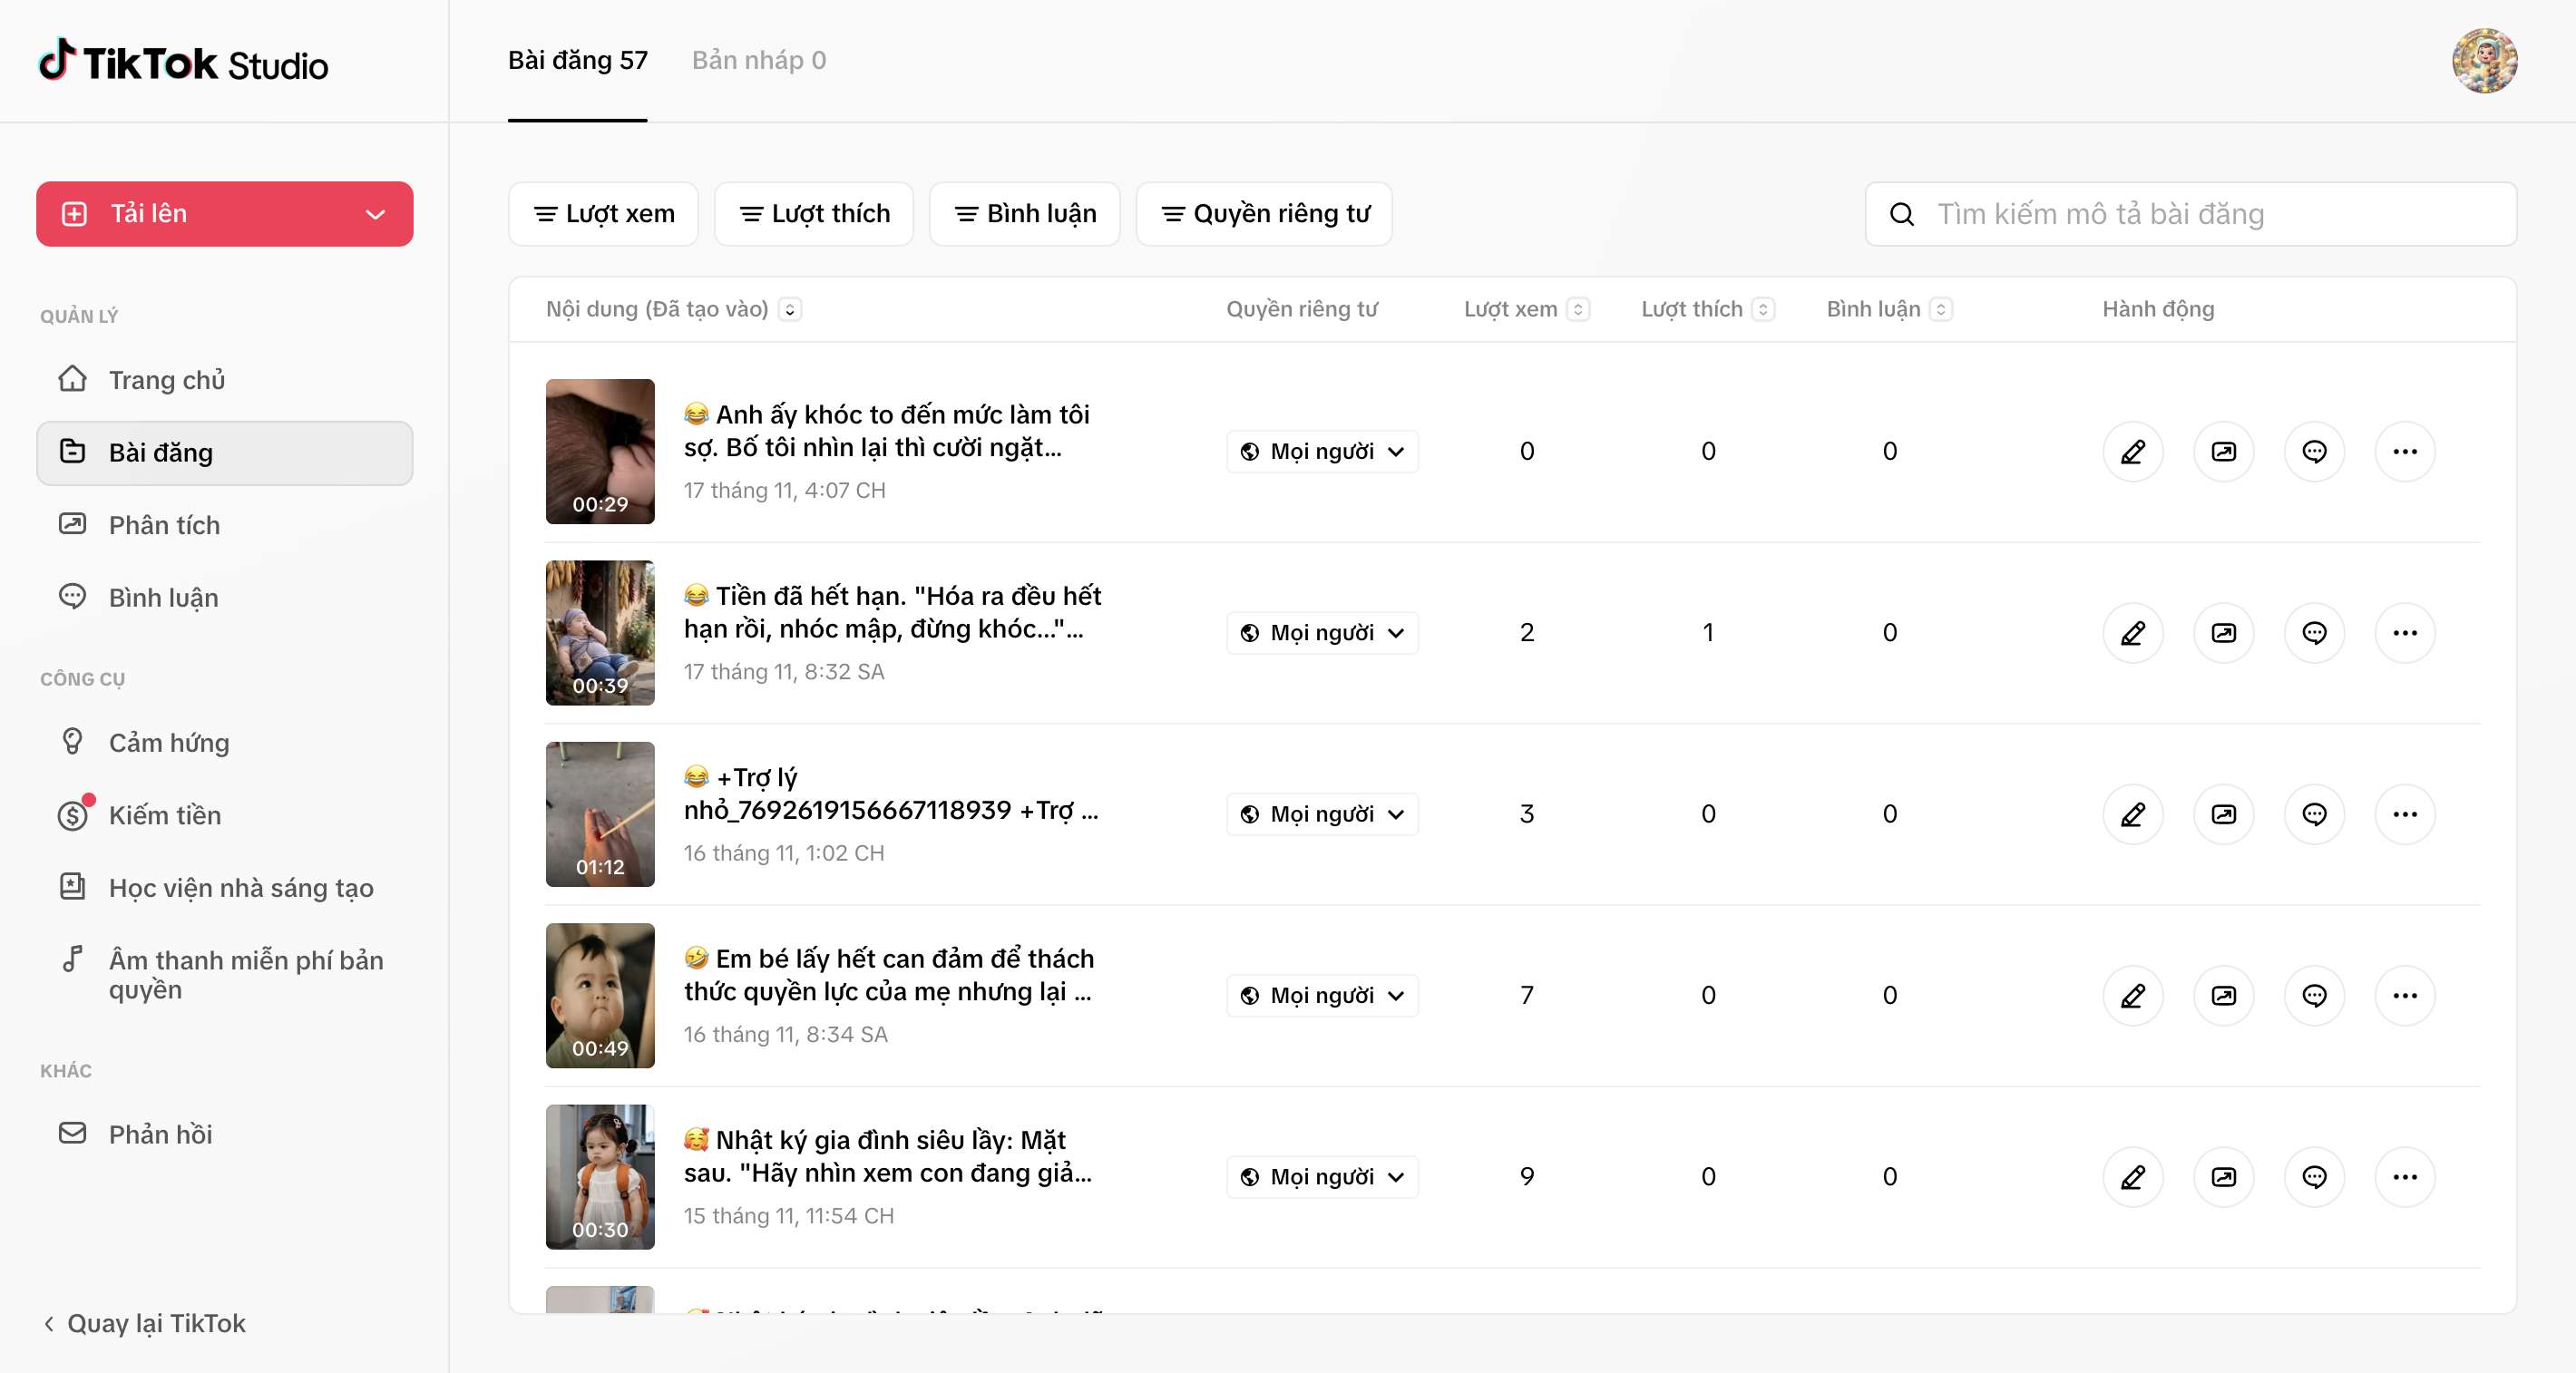 TikTok Studio
Bài đăng 57
Bản nháp 0
Tải lên
QUẢN LÝ
Trang chủ
Bài đăng
Phân tích
Bình luận
CÔNG CỤ
Cảm hứng
Kiếm tiền
Học viện nhà sáng tạo
Âm thanh miễn phí bản
quyền
KHÁC
Phản hồi
Quay lại TikTok
Lượt xem
Lượt thích
Bình luận
Quyền riêng tư
Tìm kiếm mô tả bài đăng
Nội dung (Đã tạo vào)
Quyền riêng tư
Lượt xem
Lượt thích
Bình luận
Hành động
00:29
😂 Anh ấy khóc to đến mức làm tôi
sợ. Bố tôi nhìn lại thì cười ngặt...
17 tháng 11, 4:07 CH
Mọi người
0
0
0
00:39
😂 Tiền đã hết hạn. "Hóa ra đều hết
hạn rồi, nhóc mập, đừng khóc..."...
17 tháng 11, 8:32 SA
Mọi người
2
1
0
01:12
😂 +Trợ lý
nhỏ_7692619156667118939 +Trợ ...
16 tháng 11, 1:02 CH
Mọi người
3
0
0
00:49
🤣 Em bé lấy hết can đảm để thách
thức quyền lực của mẹ nhưng lại ...
16 tháng 11, 8:34 SA
Mọi người
7
0
0
00:30
🥰 Nhật ký gia đình siêu lầy: Mặt
sau. "Hãy nhìn xem con đang giả...
15 tháng 11, 11:54 CH
Mọi người
9
0
0